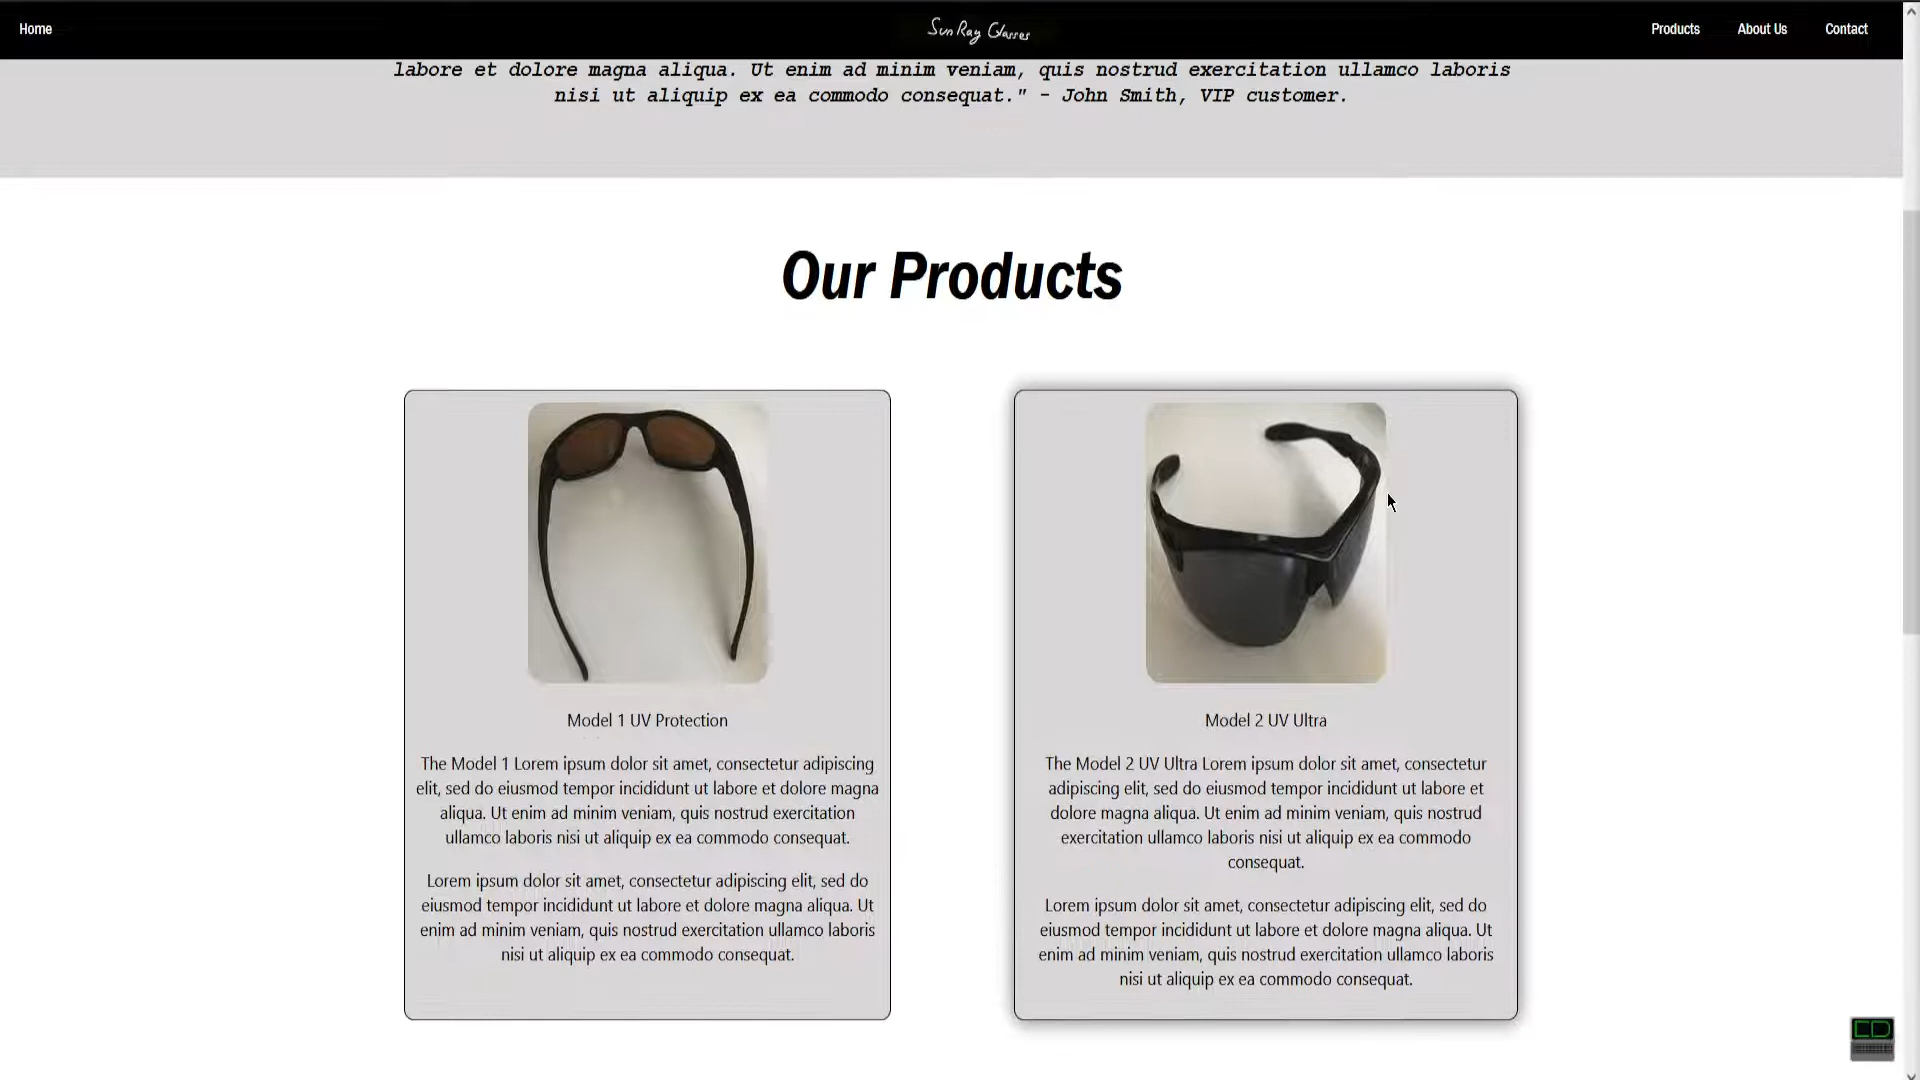 Home
SunRay Glasses
Products
About Us
Contact
labore et dolore magna aliqua. Ut enim ad minim veniam, quis nostrud exercitation ullamco laboris
nisi ut aliquip ex ea commodo consequat." - John Smith, VIP customer.
Our Products
Model 1 UV Protection
The Model 1 Lorem ipsum dolor sit amet, consectetur adipiscing
elit, sed do eiusmod tempor incididunt ut labore et dolore magna
aliqua. Ut enim ad minim veniam, quis nostrud exercitation
ullamco laboris nisi ut aliquip ex ea commodo consequat.
Lorem ipsum dolor sit amet, consectetur adipiscing elit, sed do
eiusmod tempor incididunt ut labore et dolore magna aliqua. Ut
enim ad minim veniam, quis nostrud exercitation ullamco laboris
nisi ut aliquip ex ea commodo consequat.
Model 2 UV Ultra
The Model 2 UV Ultra Lorem ipsum dolor sit amet, consectetur
adipiscing elit, sed do eiusmod tempor incididunt ut labore et
dolore magna aliqua. Ut enim ad minim veniam, quis nostrud
exercitation ullamco laboris nisi ut aliquip ex ea commodo
consequat.
Lorem ipsum dolor sit amet, consectetur adipiscing elit, sed do
eiusmod tempor incididunt ut labore et dolore magna aliqua. Ut
enim ad minim veniam, quis nostrud exercitation ullamco laboris
nisi ut aliquip ex ea commodo consequat.
CD